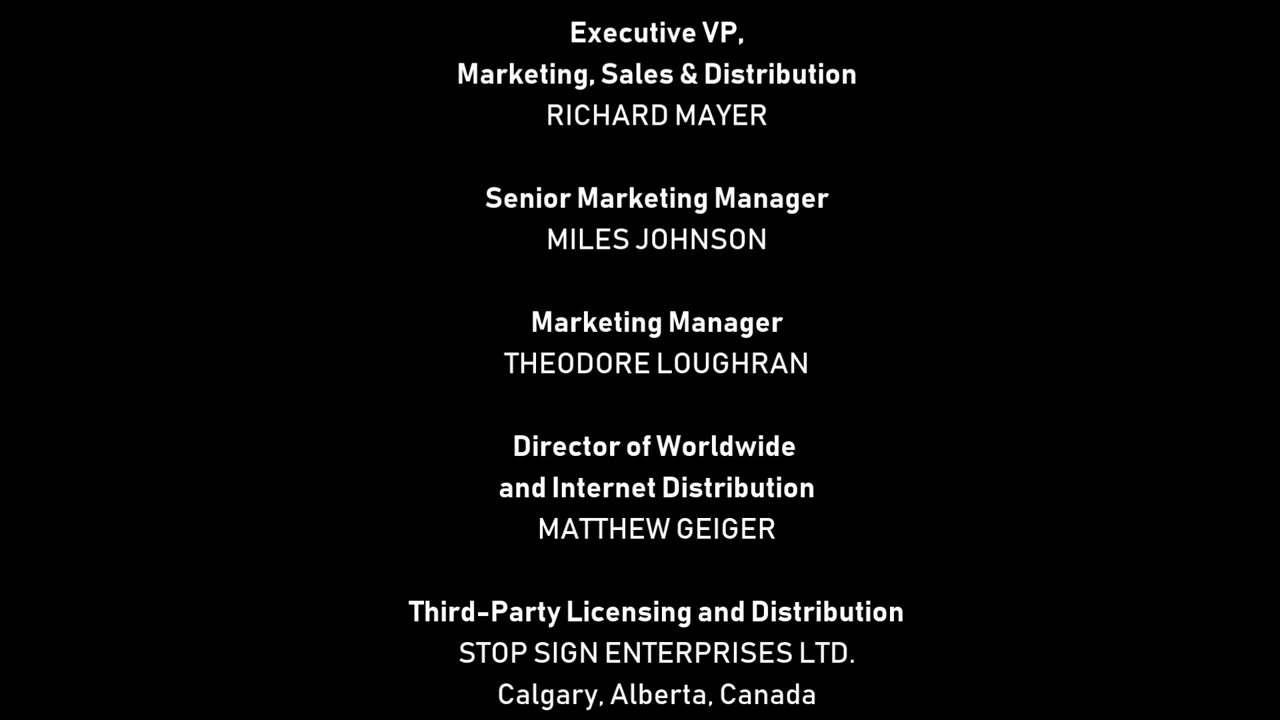 Executive VP,
Marketing, Sales & Distribution
RICHARD MAYER
Senior Marketing Manager
MILES JOHNSON
Marketing Manager
THEODORE LOUGHRAN
Director of Worldwide
and Internet Distribution
MATTHEW GEIGER
Third-Party Licensing and Distribution
STOP SIGN ENTERPRISES LTD.
Calgary, Alberta, Canada